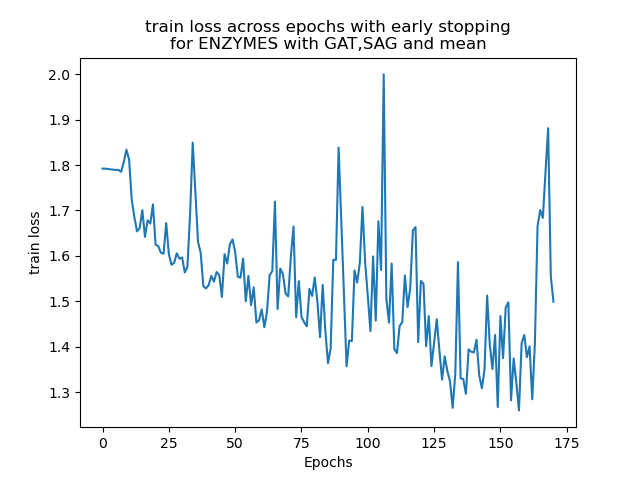 train loss across epochs with early stopping
for ENZYMES with GAT,SAG and mean
2.0
1.9
1.8
1.7
1.6
1.5
1.4
1.3
train loss
0 25 50 75 100 125 150 175
Epochs